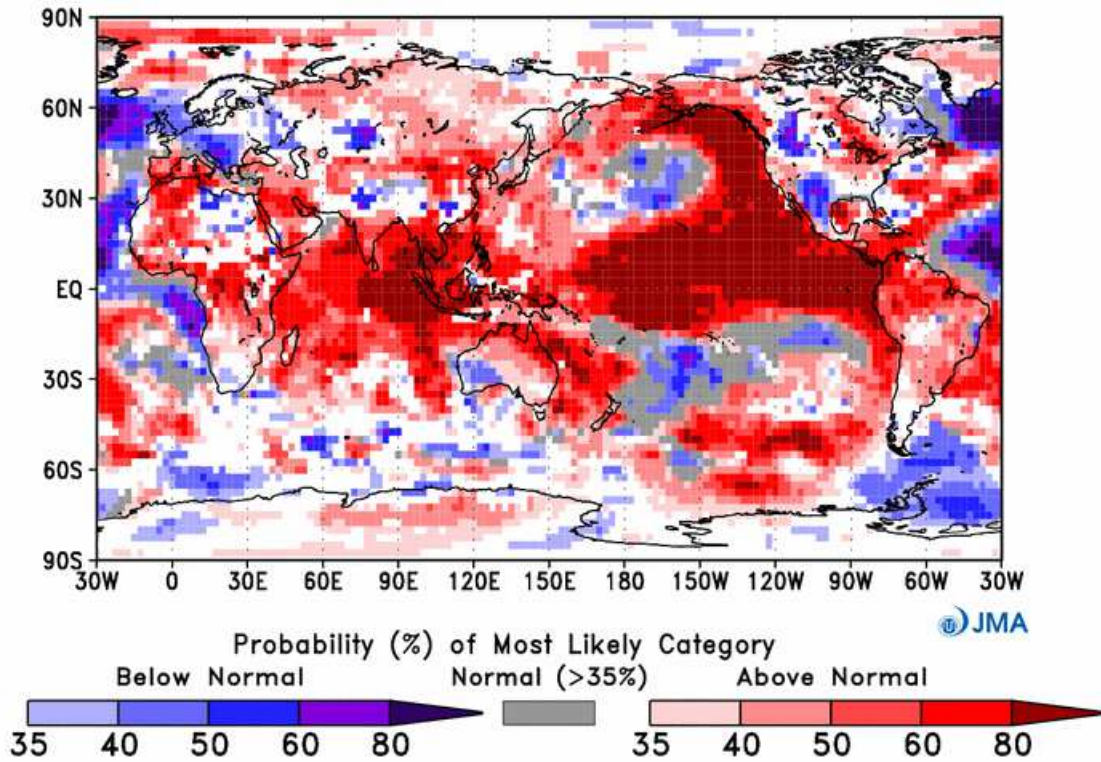 90N
60N
30N
EQ
30S
60S
90S
30W 0 30E 60E 90E 120E 150E 180 150W 120W 90W 60W 30W
JMA
Probability (%) of Most Likely Category
Below Normal Normal (>35%) Above Normal
35 40 50 60 80 35 40 50 60 80